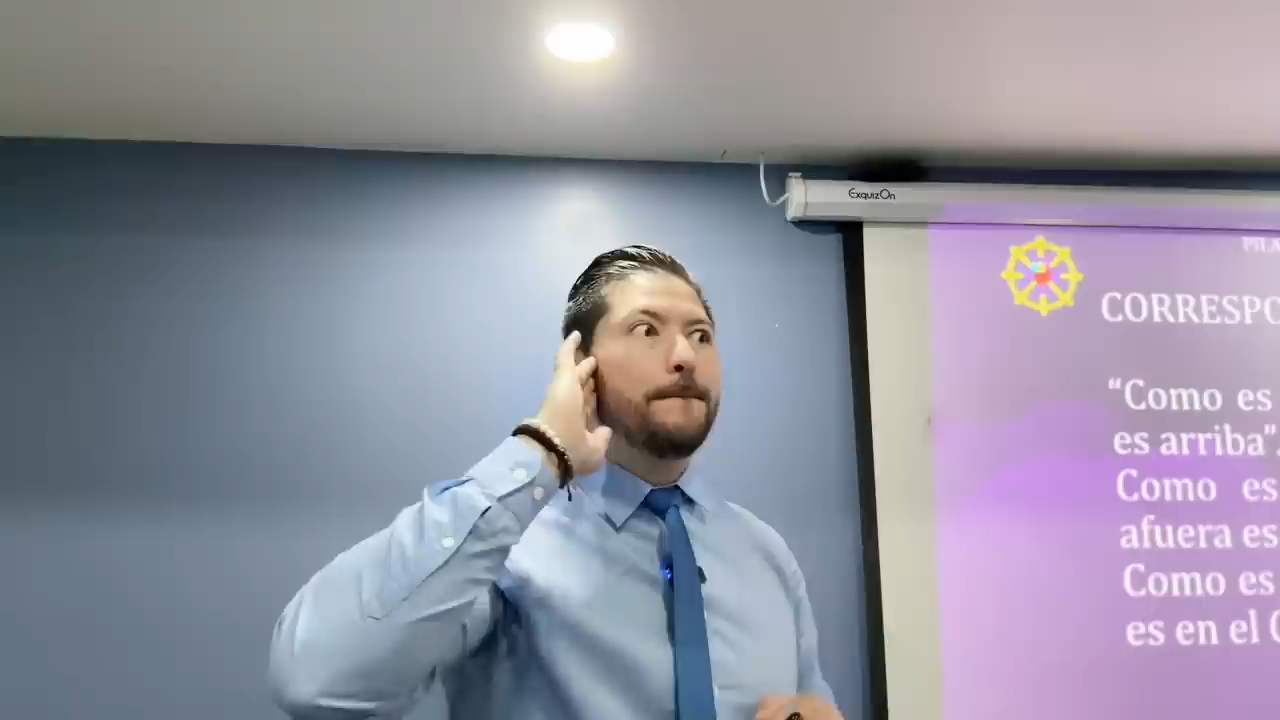 ExquizOn
CORRESPO
“Como es
es arriba”.
Como es
afuera es
Como es
es en el